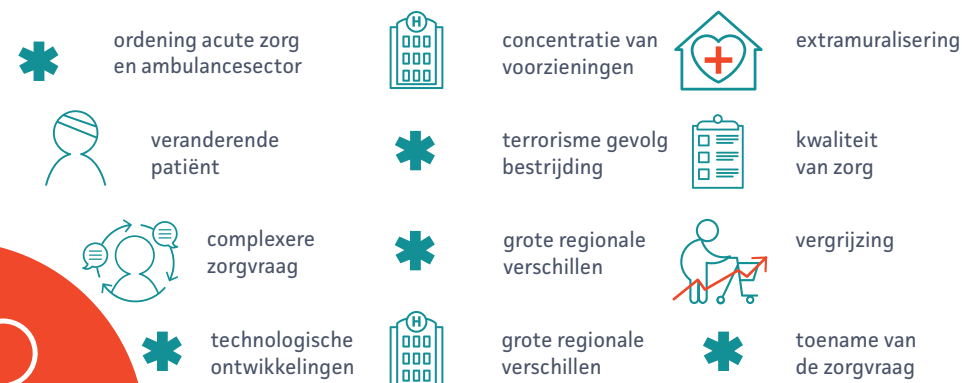 ordening acute zorg
en ambulancesector
H
concentratie van
voorzieningen
extramuralisering
veranderende
patiënt
terrorisme gevolg
bestrijding
kwaliteit
van zorg
complexere
zorgvraag
grote regionale
verschillen
vergrijzing
technologische
ontwikkelingen
H
grote regionale
verschillen
toename van
de zorgvraag